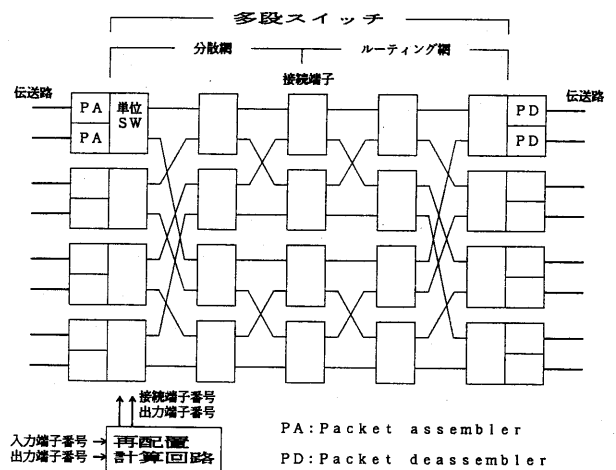 多段スイッチ
分散網
ルーティング網
接続端子
伝送路
PA
単位
SW
PA
PD
PD
伝送路
接続端子番号
出力端子番号
入力端子番号
出力端子番号
再配置
計算回路
PA:Packet assembler
PD:Packet deassembler